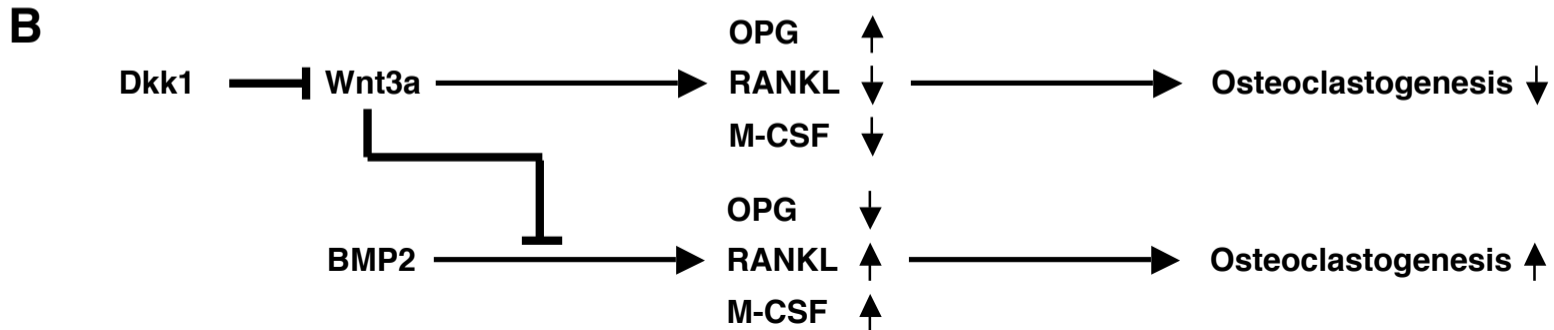 B
OPG
Dkk1 Wnt3a RANKL Osteoclastogenesis
M-CSF
OPG
BMP2 RANKL Osteoclastogenesis
M-CSF